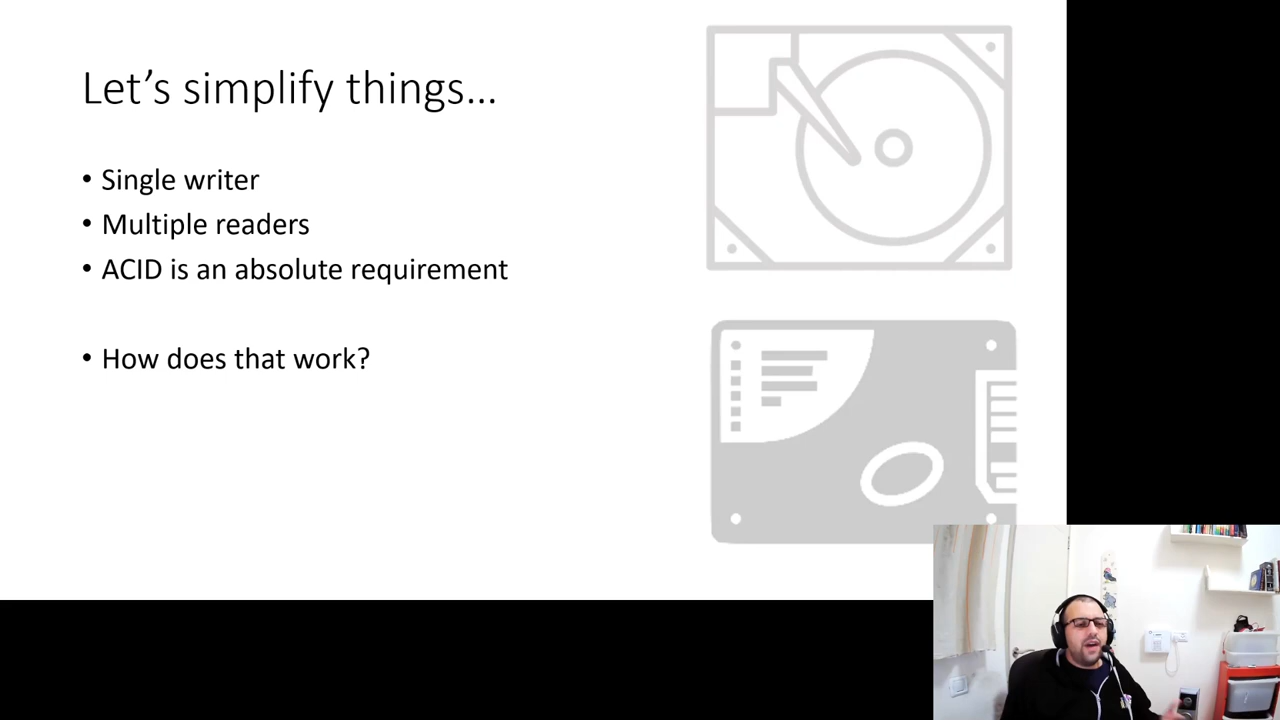 Let’s simplify things…
• Single writer
• Multiple readers
• ACID is an absolute requirement
• How does that work?